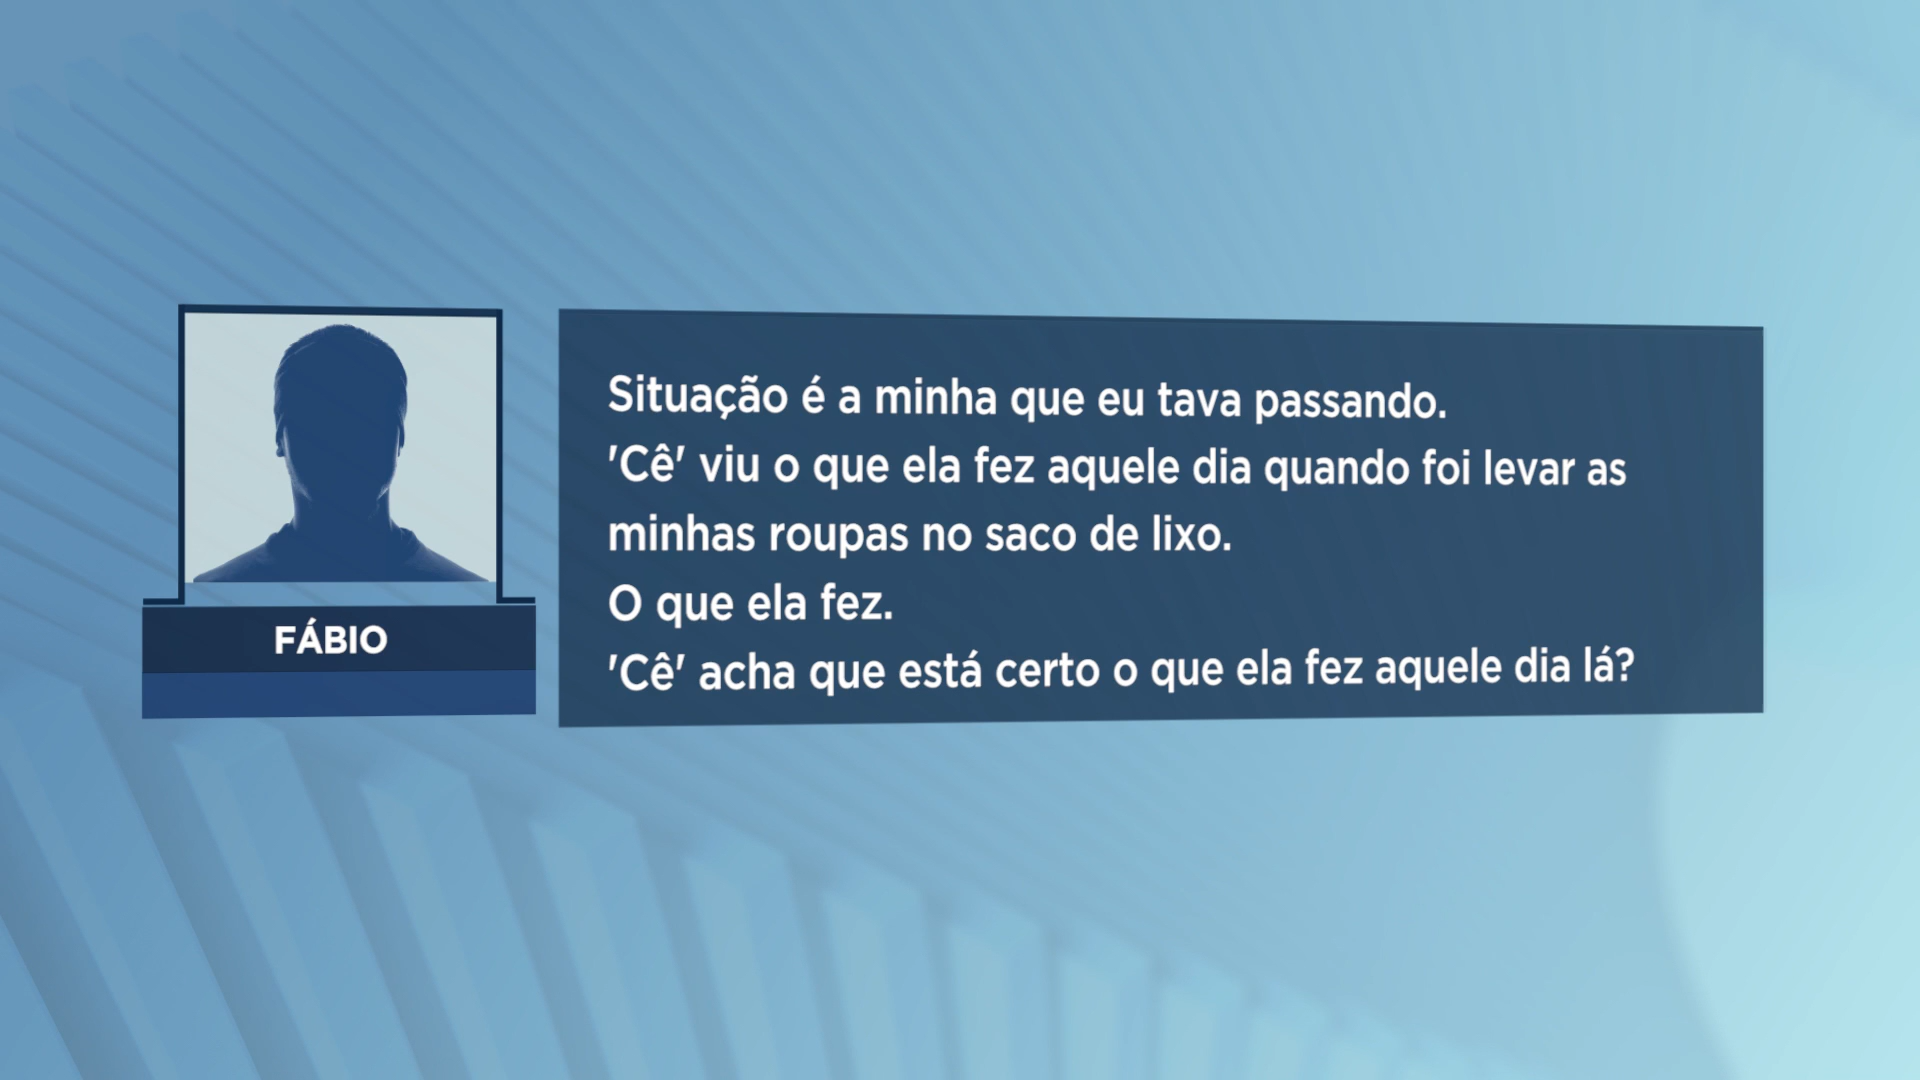 FÁBIO
Situação é a minha que eu tava passando.
'Cê' viu o que ela fez aquele dia quando foi levar as
minhas roupas no saco de lixo.
O que ela fez.
'Cê' acha que está certo o que ela fez aquele dia lá?